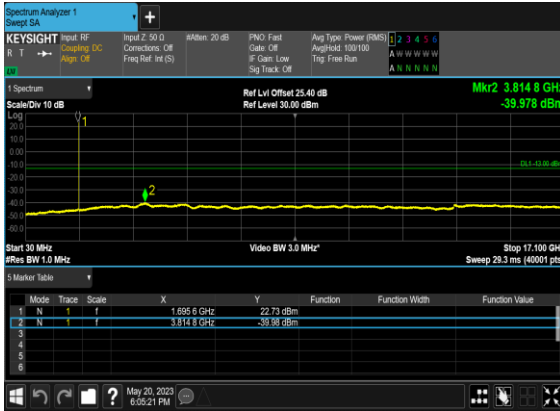 Spectrum Analyzer 1
Swept SA
+
KEYSIGHT Input: RF Input Z: 50 Ω #Atten: 20 dB PNO: Fast Avg Type: Power (RMS) 1 2 3 4 5 6
R T Coupling: DC Corrections: Off Gate: Off Avg|Hold: 100/100 A W W W W W
Align: Off Freq Ref: Int (S) IF Gain: Low Trig: Free Run
Sig Track: Off A N N N N N
1 Spectrum Ref Lvl Offset 25.40 dB Mkr2 3.814 8 GHz
Scale/Div 10 dB Ref Level 30.00 dBm -39.978 dBm
Log
1
20.0
10.0
0.00
-10.0
DL1 -13.00 dBm
-20.0
-30.0
2
-40.0
-50.0
-60.0
Start 30 MHz Video BW 3.0 MHz* Stop 17.100 GHz
#Res BW 1.0 MHz Sweep 29.3 ms (40001 pts)
5 Marker Table
Mode Trace Scale X Y Function Function Width Function Value
1 N 1 f 1.695 6 GHz 22.73 dBm
2 N 1 f 3.814 8 GHz -39.98 dBm
3
4
5
6
? May 20, 2023
6:05:21 PM